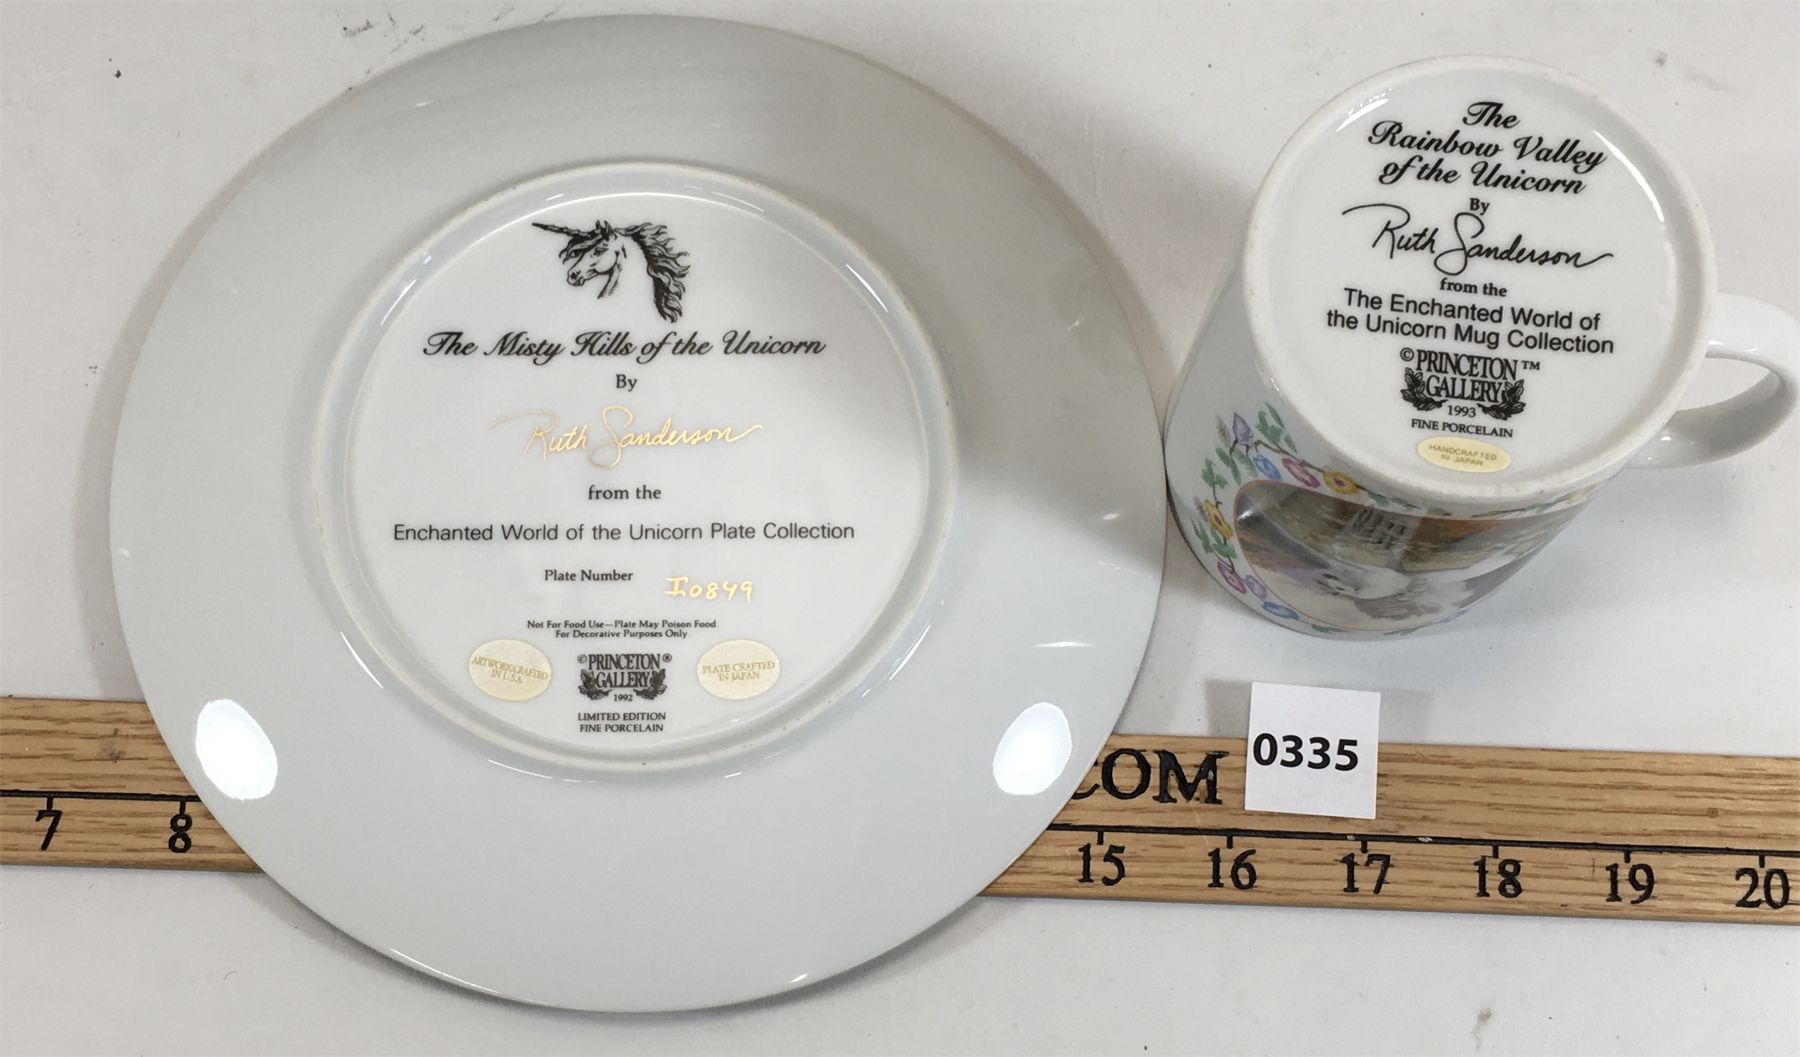 The Misty Hills of the Unicorn
By
Ruth Sanderson
from the
Enchanted World of the Unicorn Plate Collection
Plate Number I0849
Not For Food Use—Plate May Poison Food
For Decorative Purposes Only
ARTWORK CRAFTED
IN U.S.A.
©PRINCETON®
GALLERY
1992
PLATE CRAFTED
IN JAPAN
LIMITED EDITION
FINE PORCELAIN
The
Rainbow Valley
of the Unicorn
By
Ruth Sanderson
from the
The Enchanted World of
the Unicorn Mug Collection
©PRINCETON™
GALLERY
1993
FINE PORCELAIN
HANDCRAFTED
IN JAPAN
0335
COM
7 8 15 16 17 18 19 20